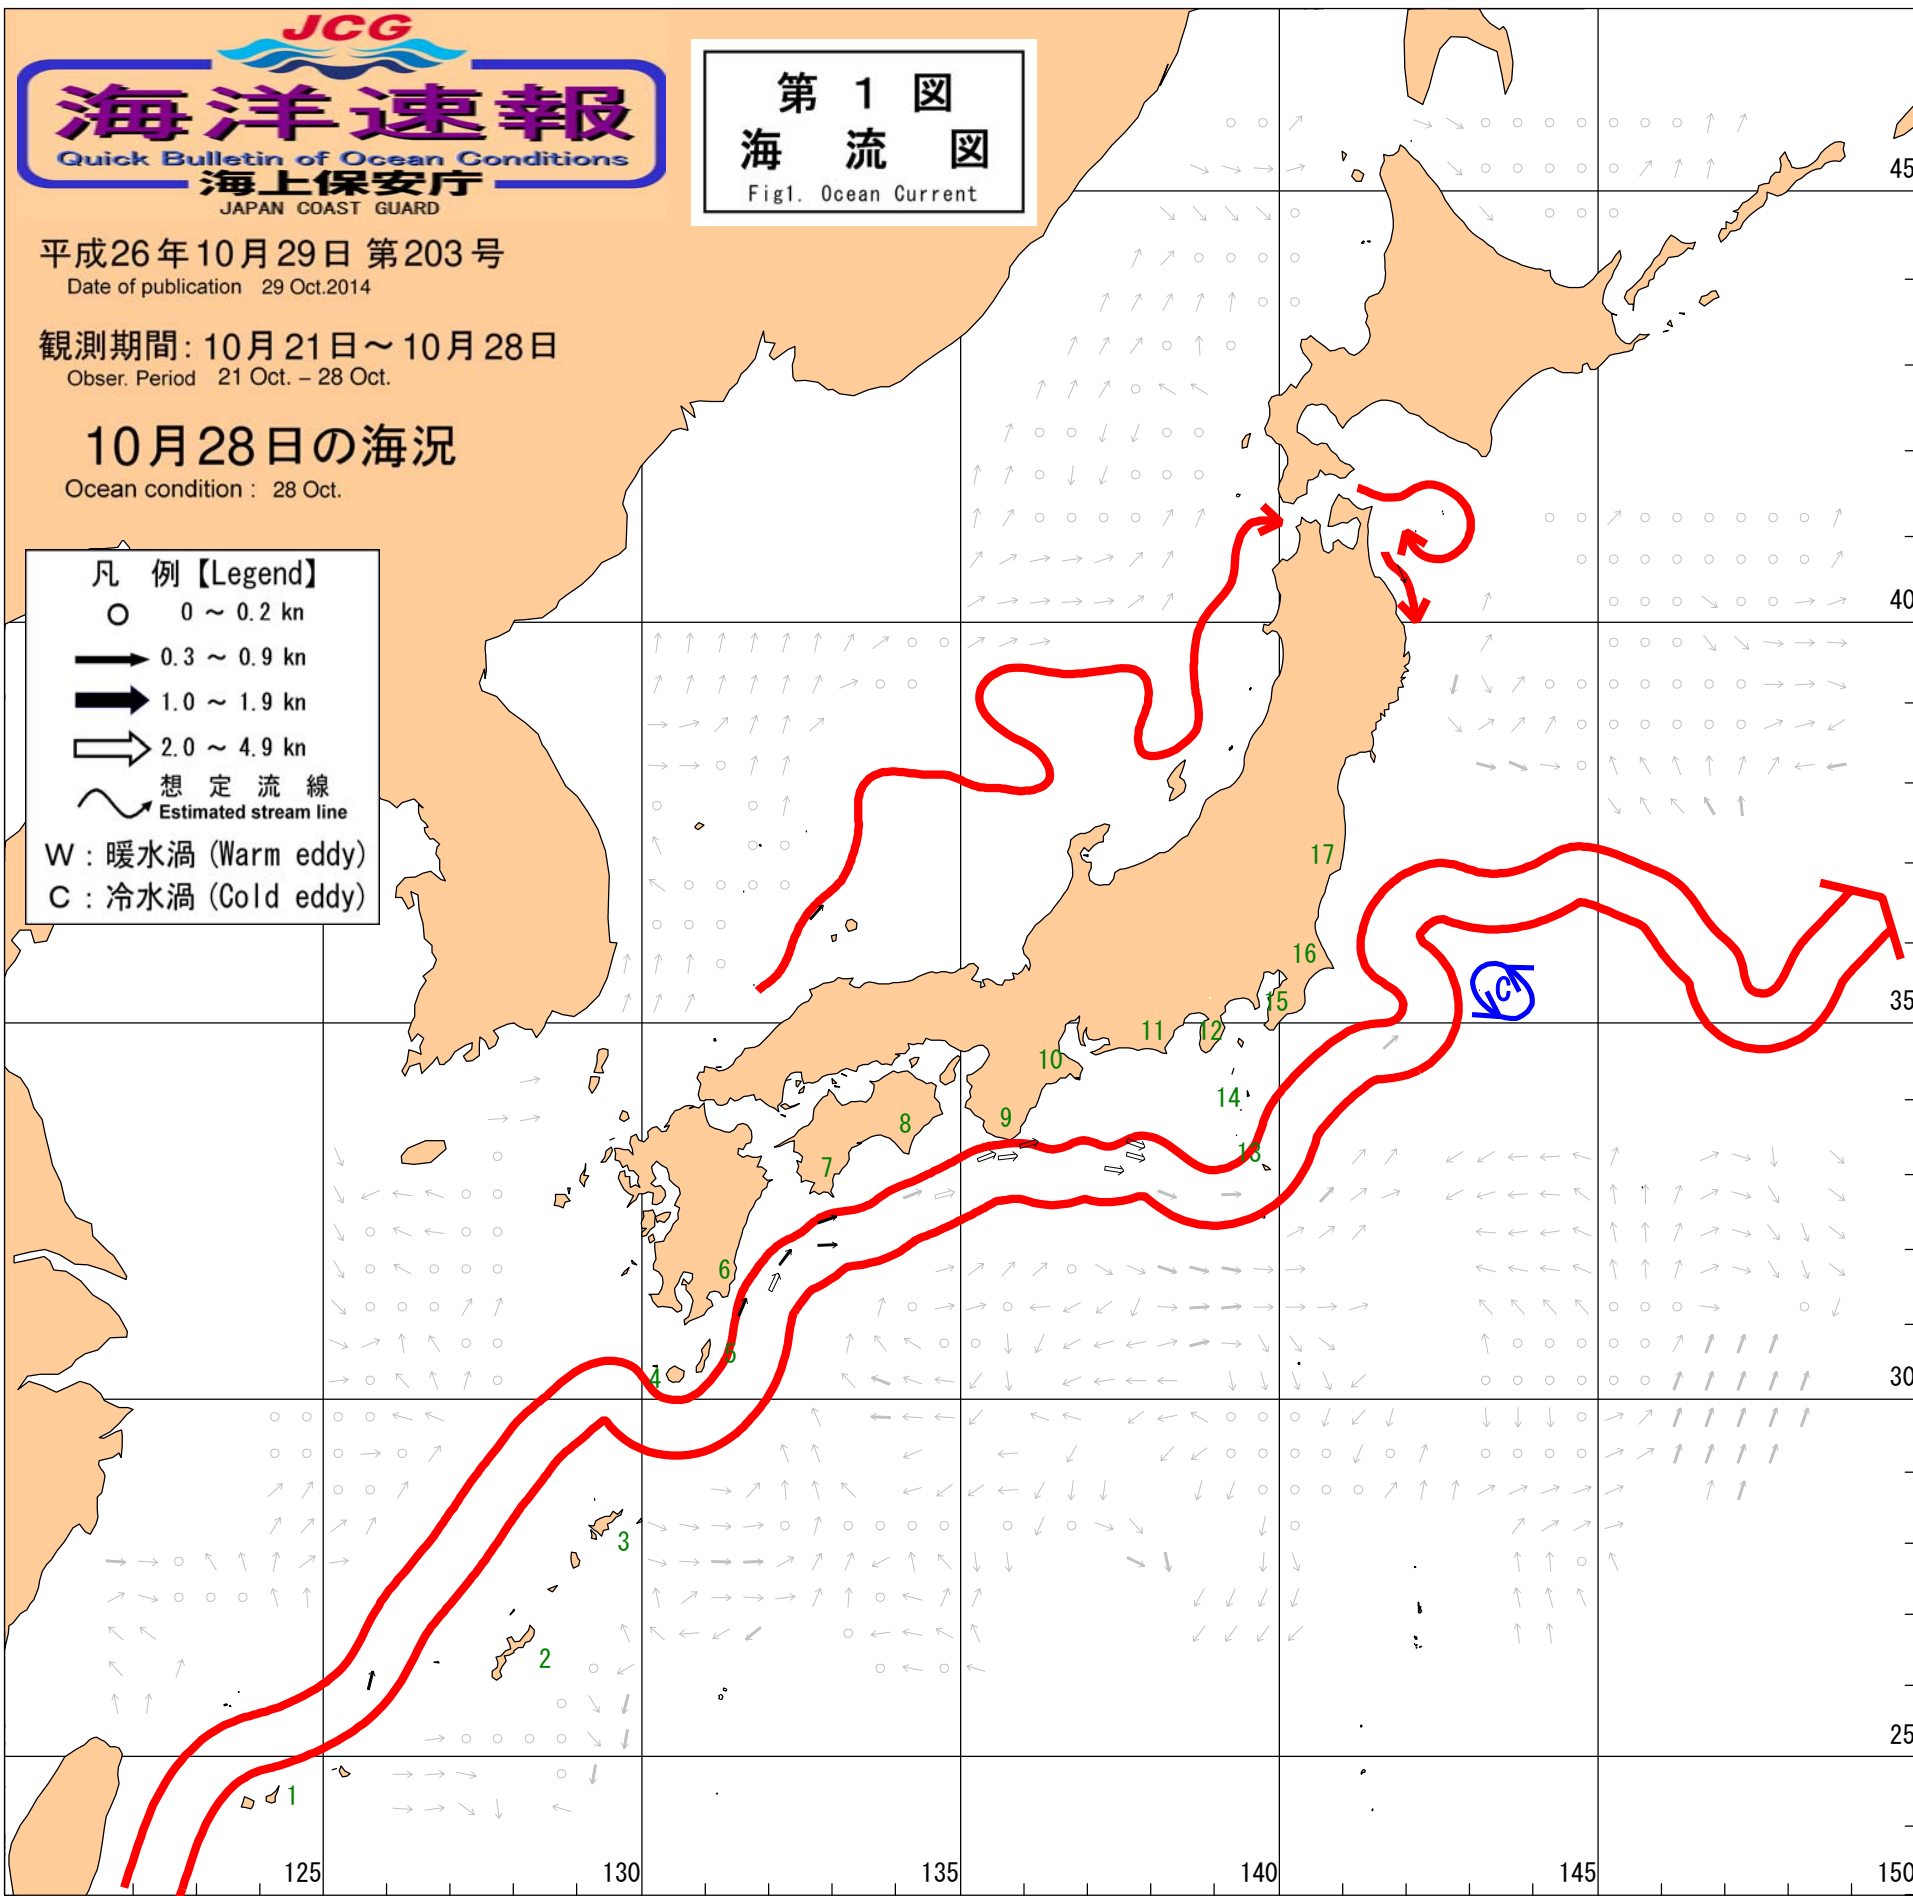 JCG
海洋速報
Quick Bulletin of Ocean Conditions
海上保安庁
JAPAN COAST GUARD
平成26年10月29日 第203号
Date of publication 29 Oct.2014
観測期間: 10月21日～10月28日
Obser. Period 21 Oct. – 28 Oct.
10月28日の海況
Ocean condition : 28 Oct.
第 1 図
海 流 図
Fig1. Ocean Current
凡 例【Legend】
0 ～ 0.2 kn
0.3 ～ 0.9 kn
1.0 ～ 1.9 kn
2.0 ～ 4.9 kn
想 定 流 線
Estimated stream line
W : 暖水渦 (Warm eddy)
C : 冷水渦 (Cold eddy)
45
40
17
16
C
35
15
12
11
10
14
9
8
13
7
6
5
4
30
3
2
25
1
125
130
135
140
145
150